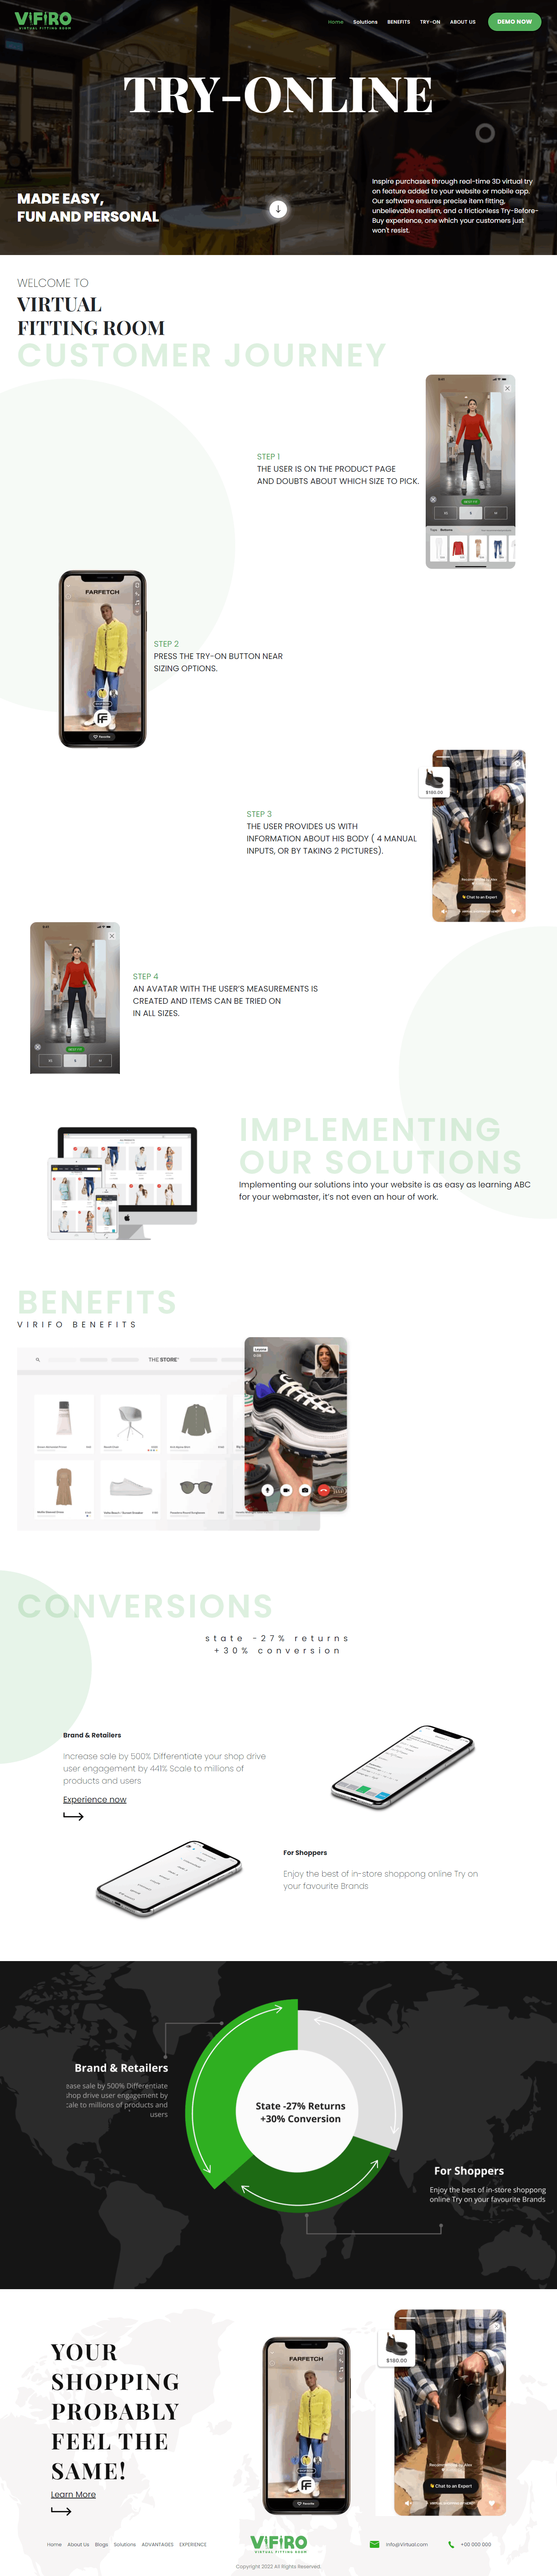 VIFIRO
VIRTUAL FITTING ROOM
Home Solutions BENEFITS TRY-ON ABOUT US DEMO NOW
TRY-ONLINE
MADE EASY,
FUN AND PERSONAL
Inspire purchases through real-time 3D virtual try
on feature added to your website or mobile app.
Our software ensures precise item fitting,
unbelievable realism, and a frictionless Try-Before-
Buy experience, one which your customers just
won't resist.
WELCOME TO
VIRTUAL
FITTING ROOM
CUSTOMER JOURNEY
STEP 1
THE USER IS ON THE PRODUCT PAGE
AND DOUBTS ABOUT WHICH SIZE TO PICK.
FARFETCH
Favorite
STEP 2
PRESS THE TRY-ON BUTTON NEAR
SIZING OPTIONS.
STEP 3
THE USER PROVIDES US WITH
INFORMATION ABOUT HIS BODY ( 4 MANUAL
INPUTS, OR BY TAKING 2 PICTURES).
$180.00
Chat to an Expert
STEP 4
AN AVATAR WITH THE USER'S MEASUREMENTS IS
CREATED AND ITEMS CAN BE TRIED ON
IN ALL SIZES.
IMPLEMENTING
OUR SOLUTIONS
Implementing our solutions into your website is as easy as learning ABC
for your webmaster, it's not even an hour of work.
BENEFITS
VIRIFO BENEFITS
THE STORE
CONVERSIONS
state -27% returns
+30% conversion
Brand & Retailers
Increase sale by 500% Differentiate your shop drive
user engagement by 441% Scale to millions of
products and users
Experience now
For Shoppers
Enjoy the best of in-store shoppong online Try on
your favourite Brands
Brand & Retailers
ease sale by 500% Differentiate
hop drive user engagement by
cale to millions of products and
users
State -27% Returns
+30% Conversion
For Shoppers
Enjoy the best of in-store shoppong
online Try on your favourite Brands
YOUR
SHOPPING
PROBABLY
FEEL THE
SAME!
Learn More
FARFETCH
Favorite
$180.00
Chat to an Expert
Home About Us Blogs Solutions ADVANTAGES EXPERIENCE
VIFIRO
VIRTUAL FITTING ROOM
info@Virtual.com
+00 000 000
Copyright 2022 All Rights Reserved.